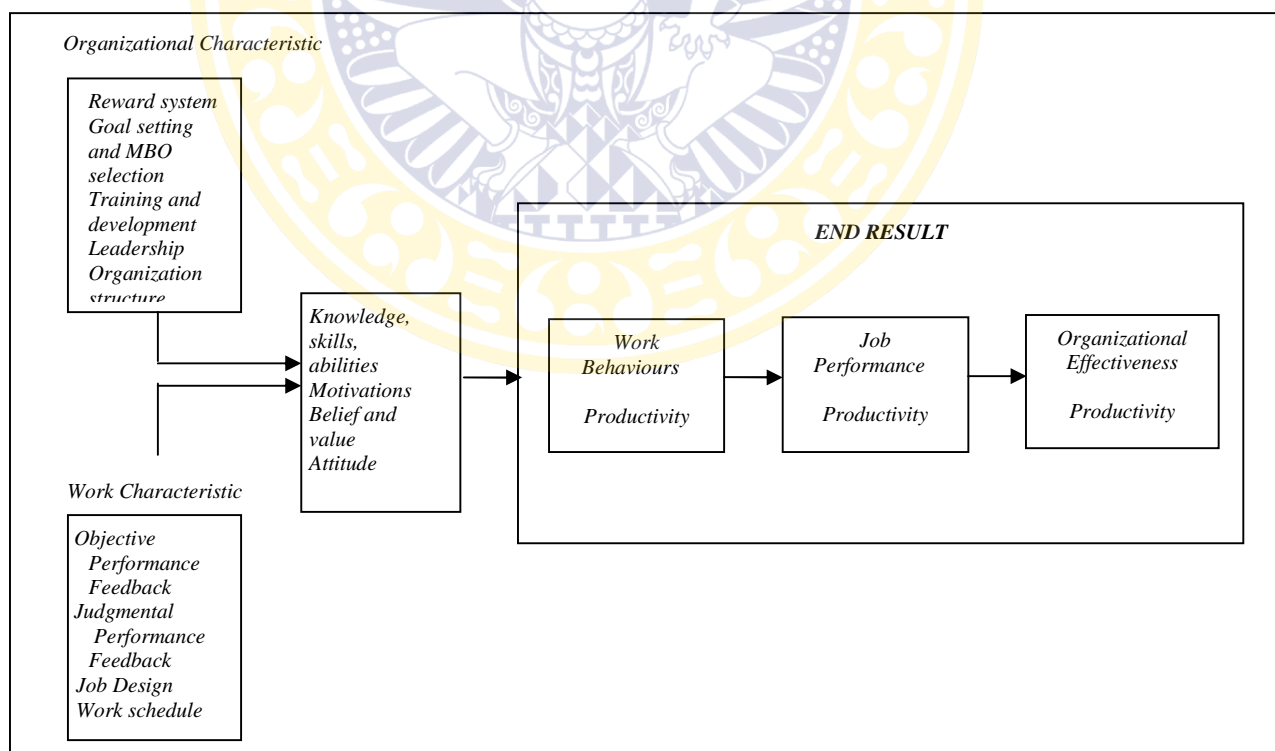 Organizational Characteristic
Reward system
Goal setting
and MBO
selection
Training and
development
Leadership
Organization
structure
Knowledge,
skills,
abilities
Motivations
Belief and
value
Attitude
Work Characteristic
Objective
Performance
Feedback
Judgmental
Performance
Feedback
Job Design
Work schedule
END RESULT
Work
Behaviours
Productivity
Job
Performance
Productivity
Organizational
Effectiveness
Productivity